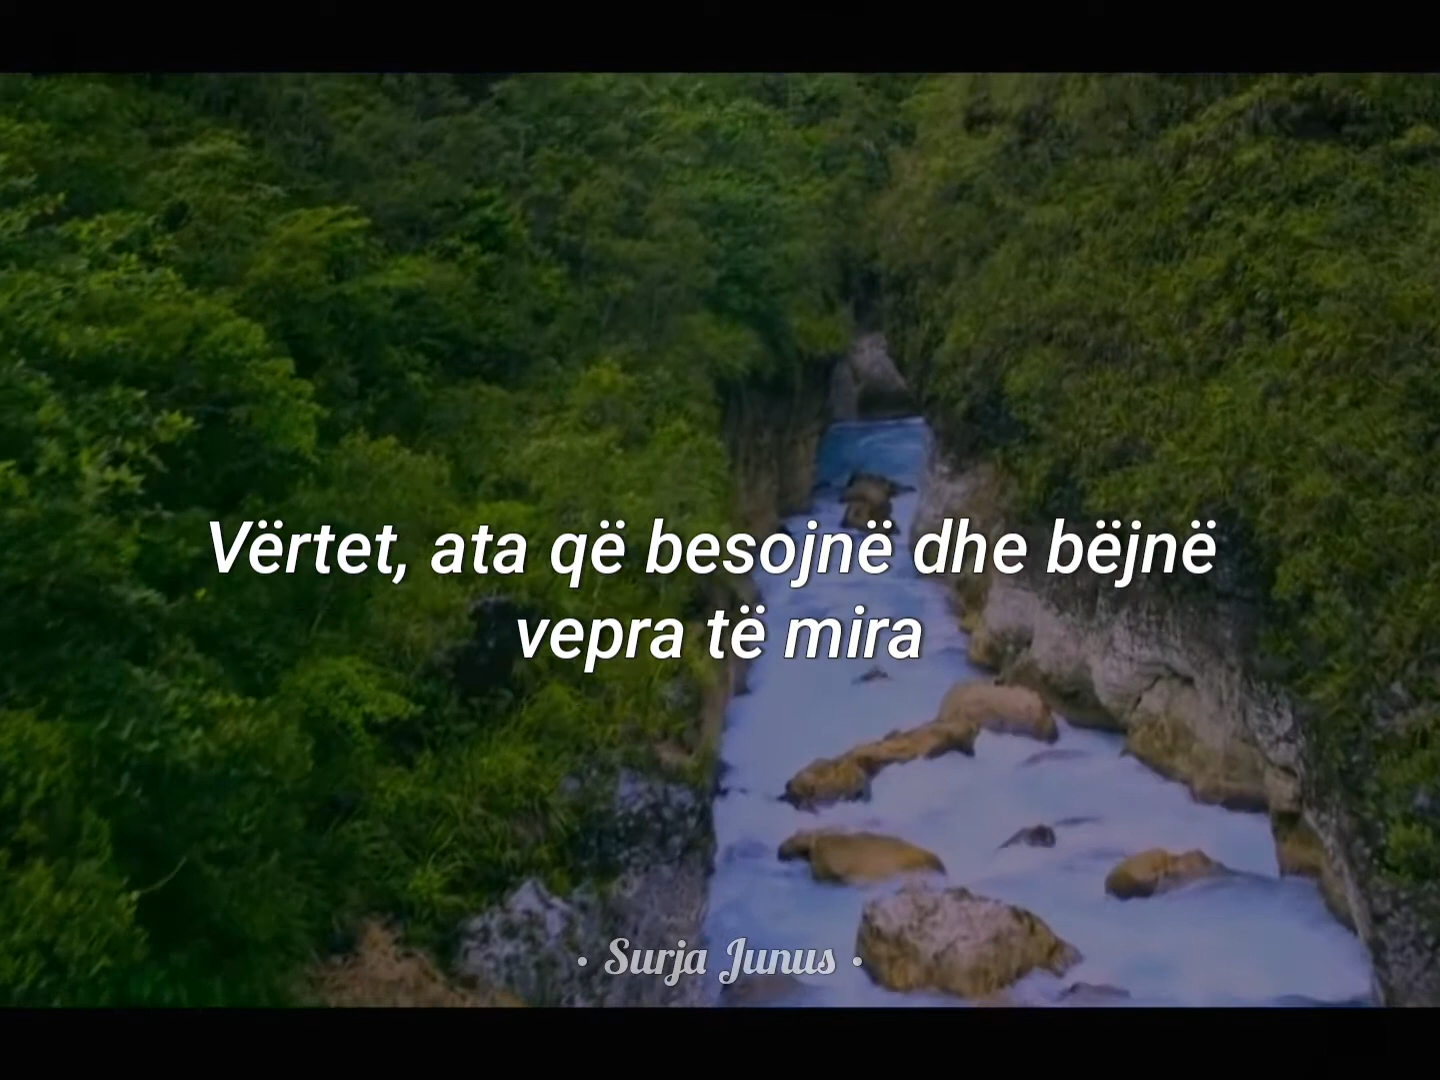 Vërtet, ata që besojnë dhe bëjnë
vepra të mira
• Surja Junus •